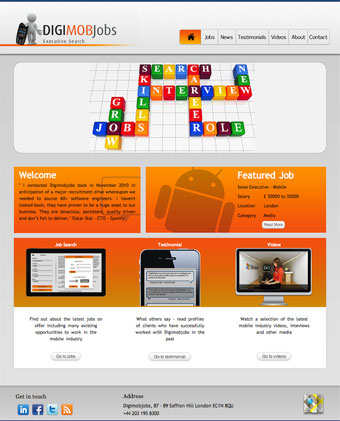 DIGIMOBJobs
Executive Search
Jobs News Testimonials Videos About Contact
SEARCH
SKILLS
CAREER
NEW
INTERVIEW
GROW
JOB
ROLE
Welcome
" I contacted Digimobjobs back in November 2010 in
anticipation of a major recruitment drive whereupon we
needed to source 60+ software engineers. I haven't
looked back; they have proven to be a huge asset to our
business. They are tenacious, persistent, quality driven
and don't fail to deliver." Oskar Gat - CTO - Spotify
Featured Job
Sales Executive - Mobile
Salary £ 30000 to 35000
Location London
Category Media
Read More
Job Search
Find out about the latest jobs on
offer including many existing
opportunities to work in the
mobile industry
Go to jobs
Testimonial
What others say - read profiles
of clients who have successfully
worked with Digimobjobs in the
past
Go to testimonial
Videos
Watch a selection of the latest
mobile industry videos, interviews
and other media
Go to videos
Get in touch
Address
Digimobjobs, 87 - 89 Saffron Hill London EC1N 8QU
+44 203 195 8300